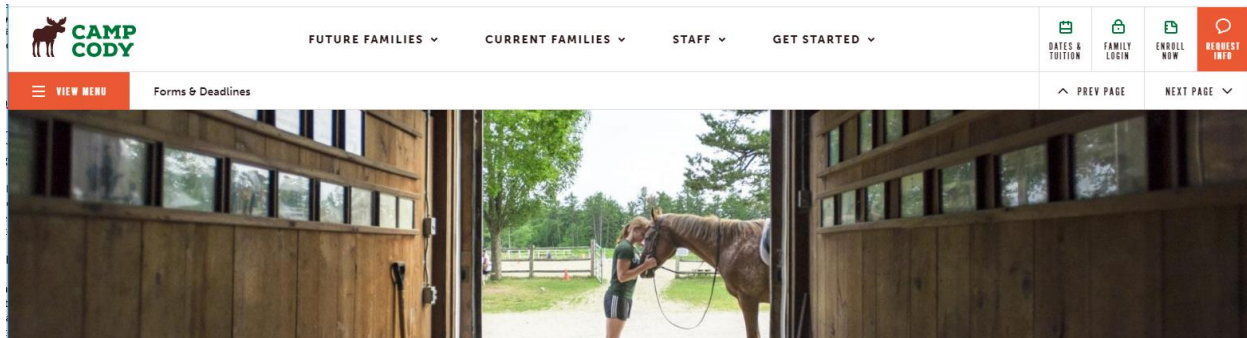 CAMP
CODY
FUTURE FAMILIES
CURRENT FAMILIES
STAFF
GET STARTED
DATES &
TUITION
FAMILY
LOGIN
ENROLL
NOW
REQUEST
INFO
VIEW MENU
Forms & Deadlines
PREV PAGE
NEXT PAGE